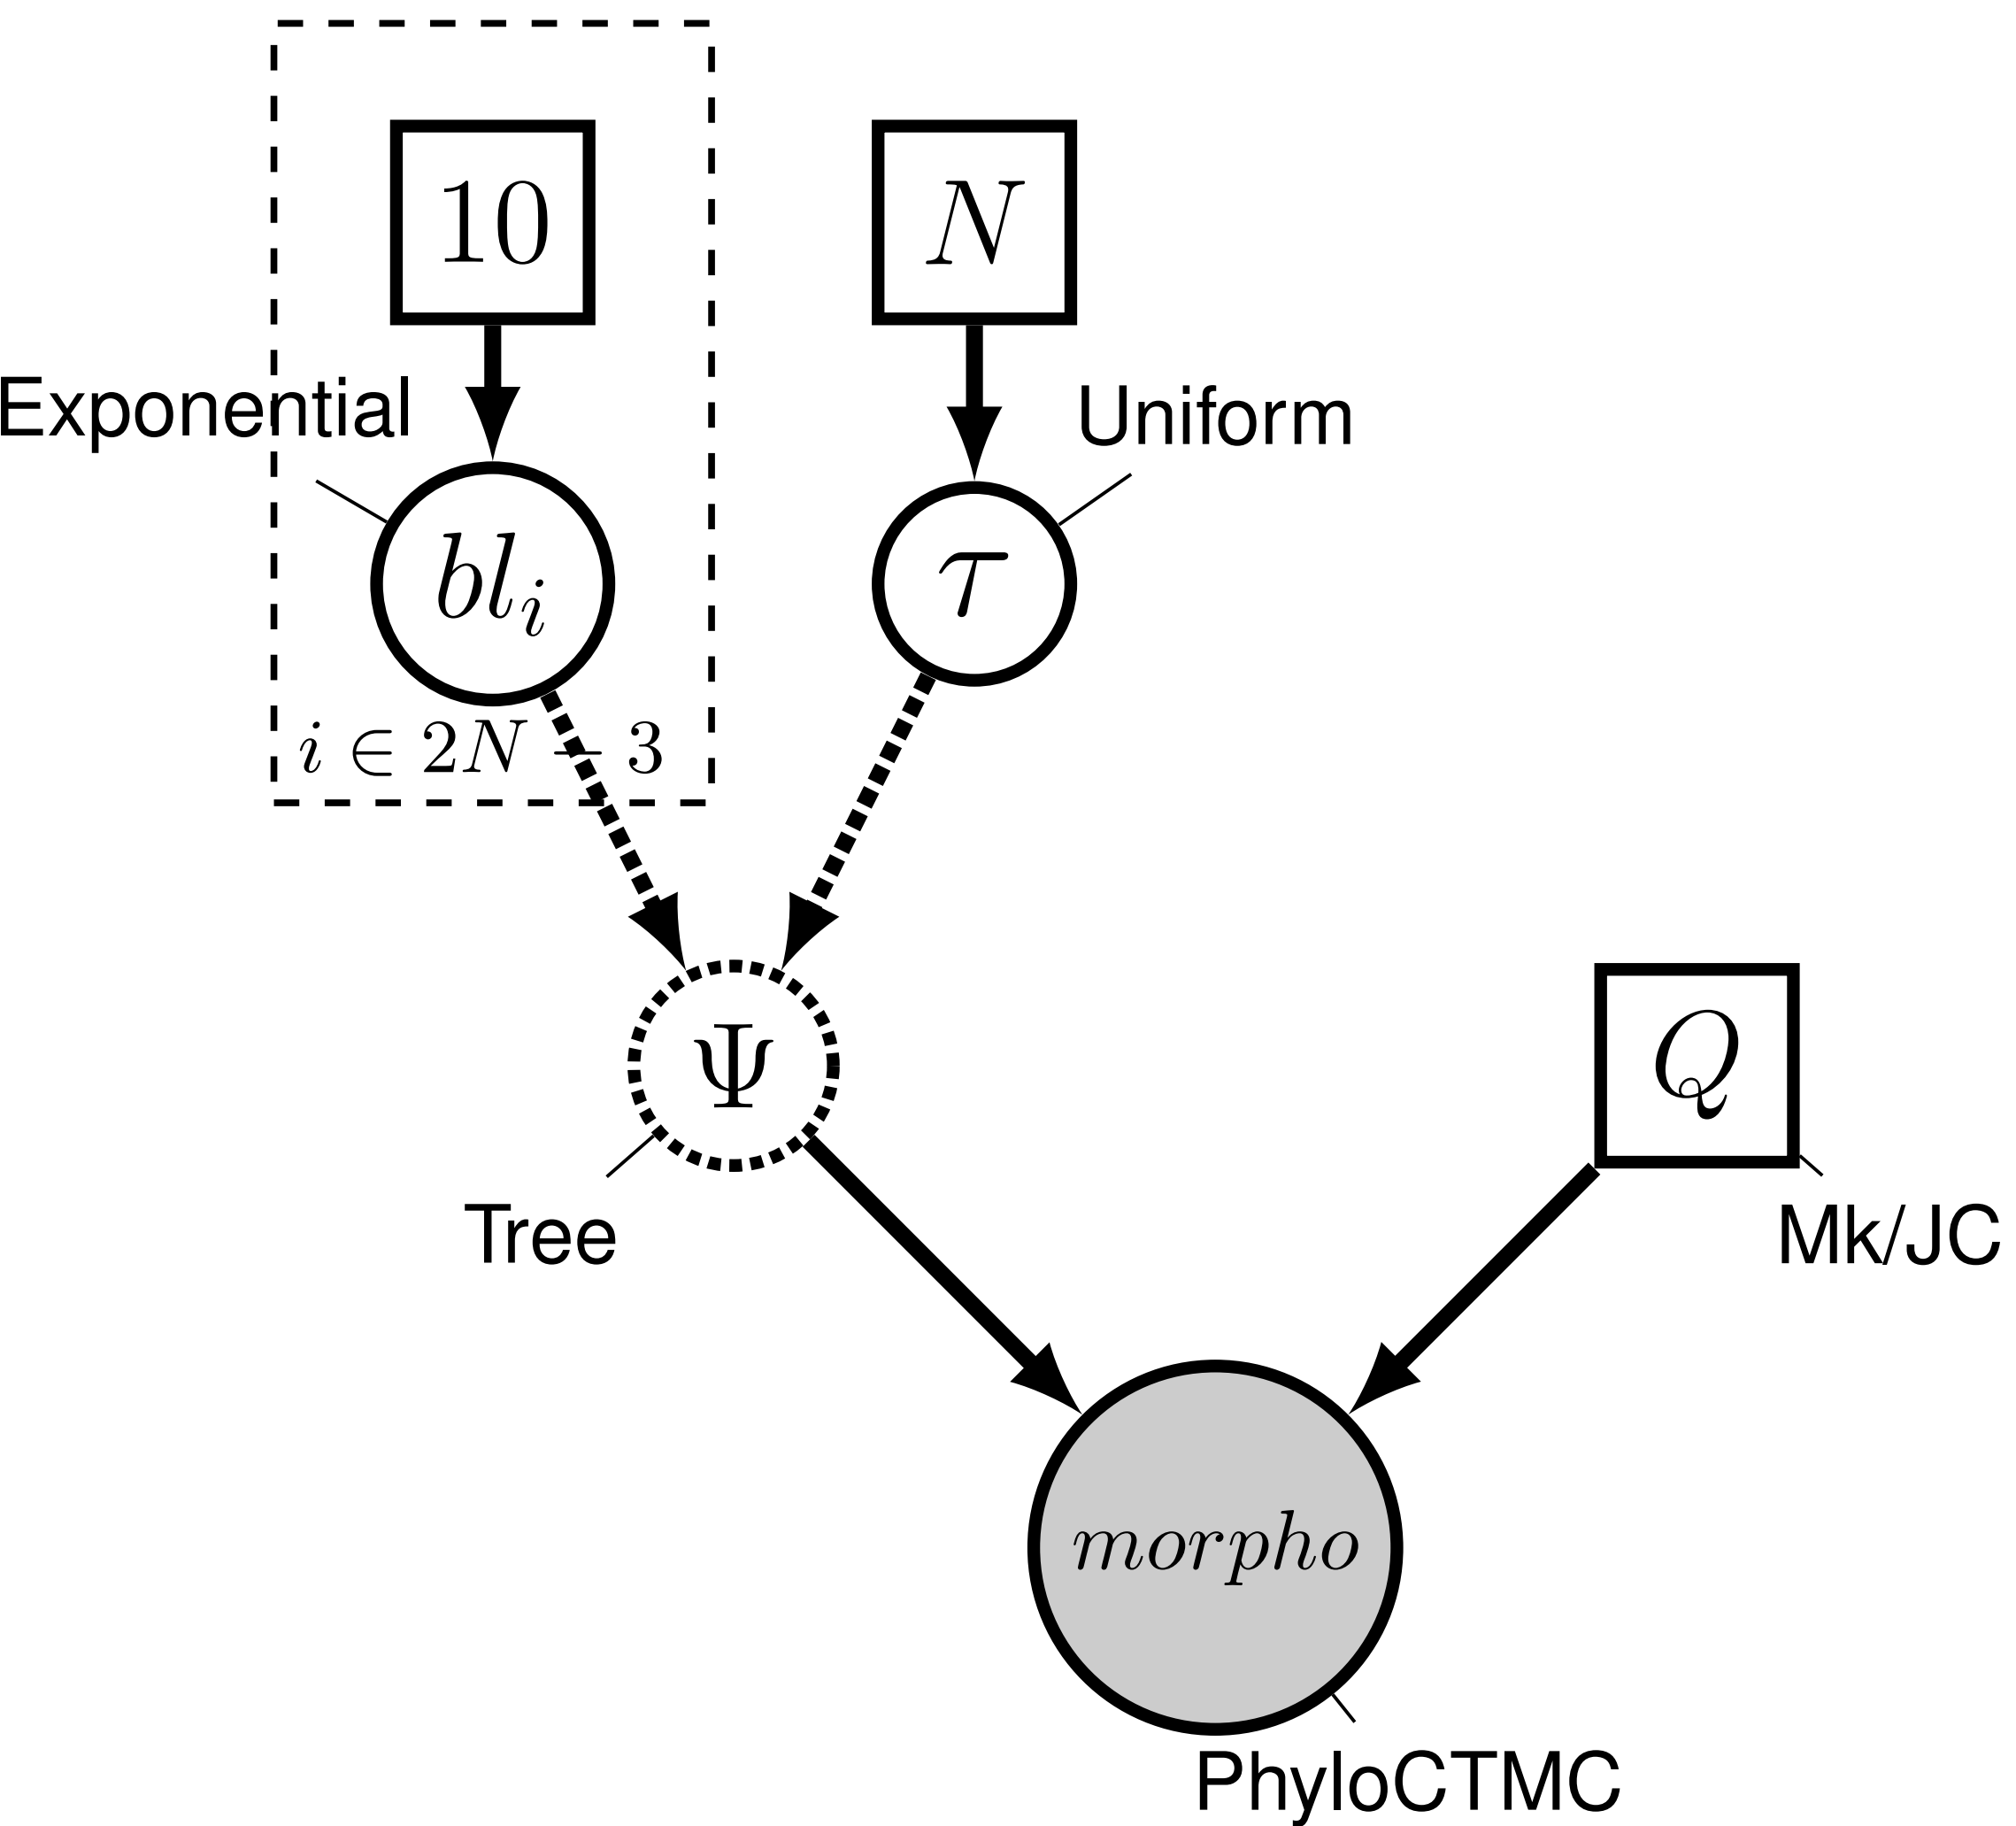 10
N
Exponential
Uniform
bl_i
τ
i ∈ 2N − 3
Ψ
Q
Tree
Mk/JC
morpho
PhyloCTMC